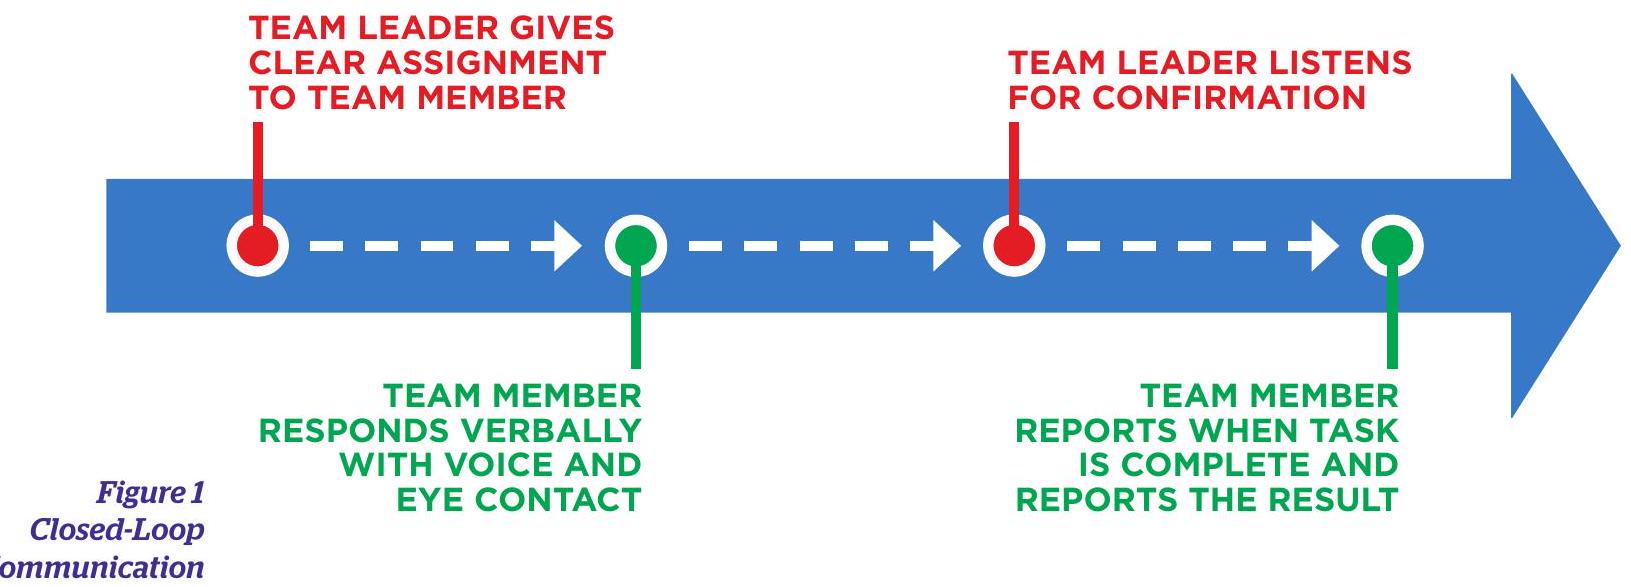 TEAM LEADER GIVES
CLEAR ASSIGNMENT
TO TEAM MEMBER
TEAM MEMBER
RESPONDS VERBALLY
WITH VOICE AND
EYE CONTACT
TEAM LEADER LISTENS
FOR CONFIRMATION
TEAM MEMBER
REPORTS WHEN TASK
IS COMPLETE AND
REPORTS THE RESULT
Figure 1
Closed-Loop
ommunication